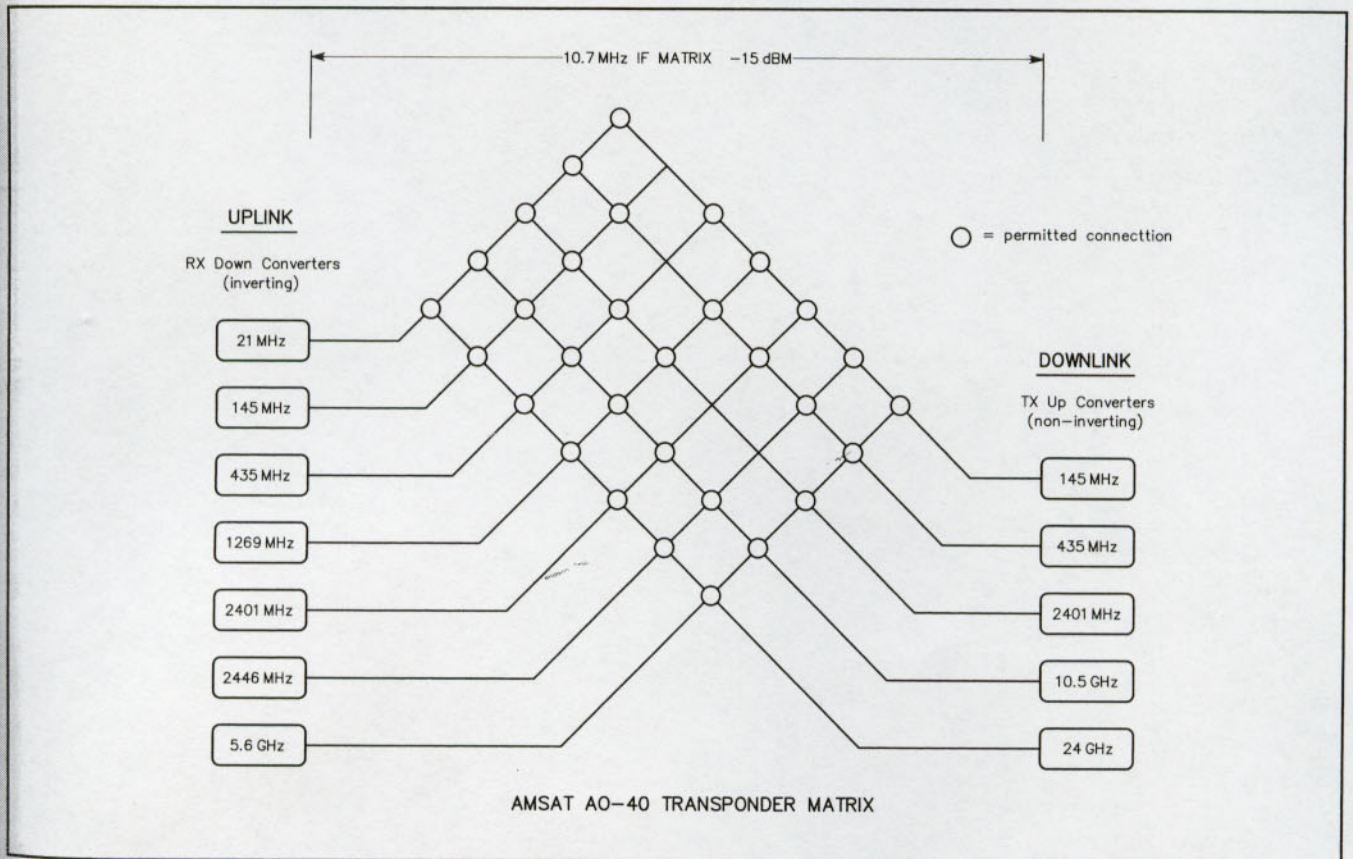 10.7 MHz IF MATRIX -15 dBM
UPLINK
RX Down Converters
(inverting)
21 MHz
145 MHz
435 MHz
1269 MHz
2401 MHz
2446 MHz
5.6 GHz
= permitted connecttion
DOWNLINK
TX Up Converters
(non-inverting)
145 MHz
435 MHz
2401 MHz
10.5 GHz
24 GHz
AMSAT AO-40 TRANSPONDER MATRIX